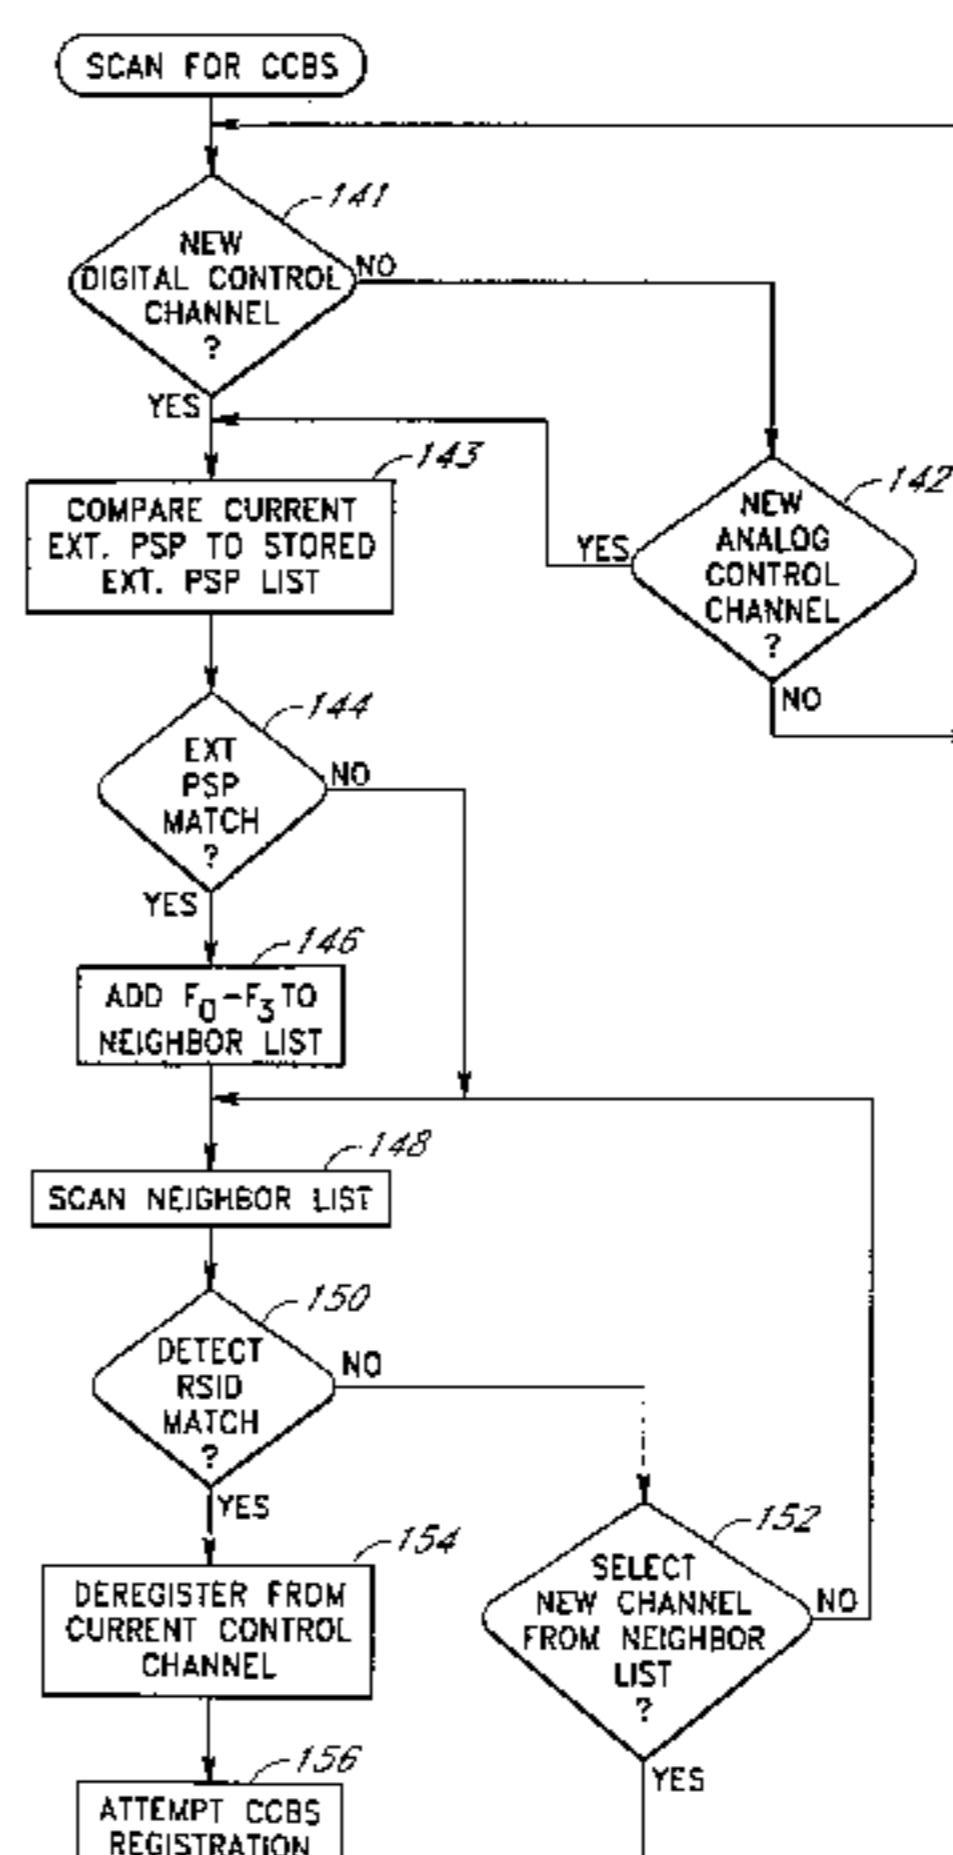 SCAN FOR CCBS
141
NEW
DIGITAL CONTROL
CHANNEL
?
NO
YES
143
COMPARE CURRENT
EXT. PSP TO STORED
EXT. PSP LIST
142
NEW
ANALOG
CONTROL
CHANNEL
?
YES
NO
144
EXT
PSP
MATCH
?
NO
YES
146
ADD F0-F3 TO
NEIGHBOR LIST
148
SCAN NEIGHBOR LIST
150
DETECT
RSID
MATCH
?
NO
YES
152
SELECT
NEW CHANNEL
FROM NEIGHBOR
LIST
?
NO
YES
154
DEREGISTER FROM
CURRENT CONTROL
CHANNEL
156
ATTEMPT CCBS
REGISTRATION